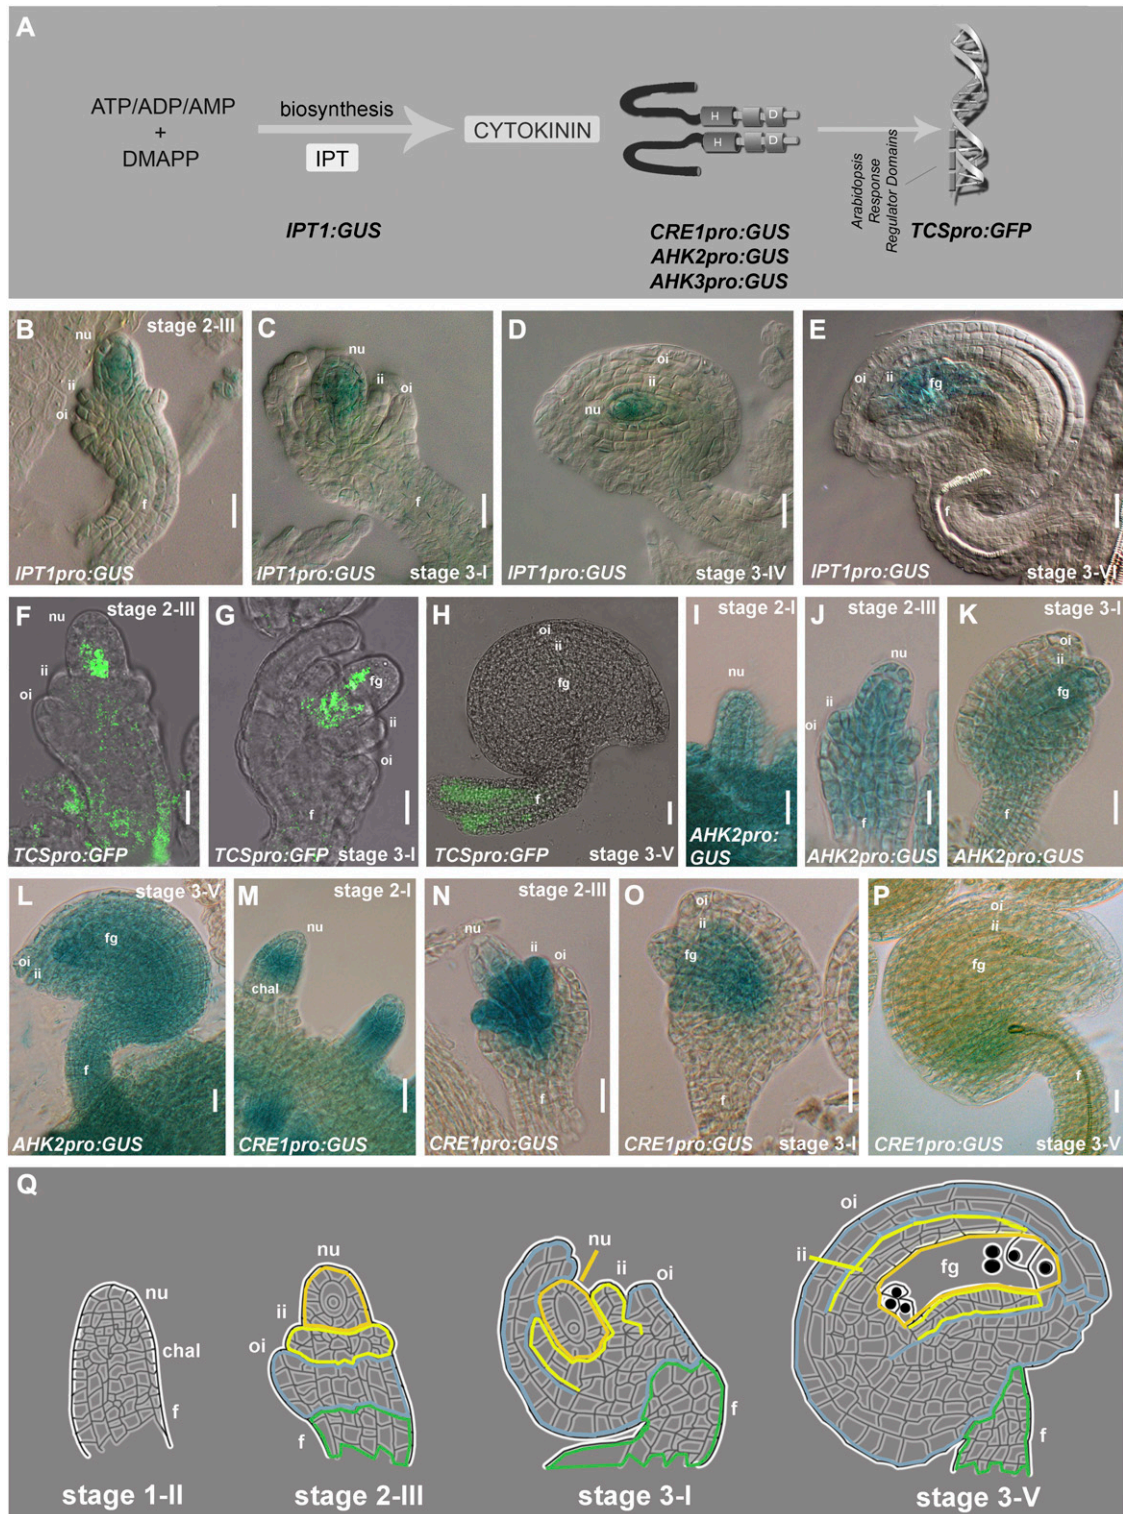 A
ATP/ADP/AMP
+
DMAPP
biosynthesis
IPT
CYTOKININ
H
D
H
D
Arabidopsis
Response
Regulator Domains
IPT1:GUS
CRE1pro:GUS
AHK2pro:GUS
AHK3pro:GUS
TCSpro:GFP
B
stage 2-III
nu
ii
oi
f
IPT1pro:GUS
C
nu
ii
oi
f
IPT1pro:GUS
stage 3-I
D
oi
ii
nu
IPT1pro:GUS
stage 3-IV
E
oi
ii
fg
f
IPT1pro:GUS
stage 3-VI
F
stage 2-III
nu
ii
oi
TCSpro:GFP
G
fg
ii
oi
f
TCSpro:GFP
stage 3-I
H
oi
ii
fg
f
TCSpro:GFP
stage 3-V
I
stage 2-I
nu
AHK2pro:
GUS
J
stage 2-III
nu
ii
oi
f
AHK2pro:GUS
K
stage 3-I
oi
ii
fg
f
AHK2pro:GUS
L
stage 3-V
fg
oi
ii
f
AHK2pro:GUS
M
stage 2-I
nu
chal
CRE1pro:GUS
N
stage 2-III
nu
ii
oi
f
CRE1pro:GUS
O
oi
ii
fg
f
CRE1pro:GUS
stage 3-I
P
oi
ii
fg
f
CRE1pro:GUS
stage 3-V
Q
nu
chal
f
stage 1-II
nu
ii
oi
f
stage 2-III
nu
ii
oi
f
stage 3-I
oi
ii
fg
f
stage 3-V